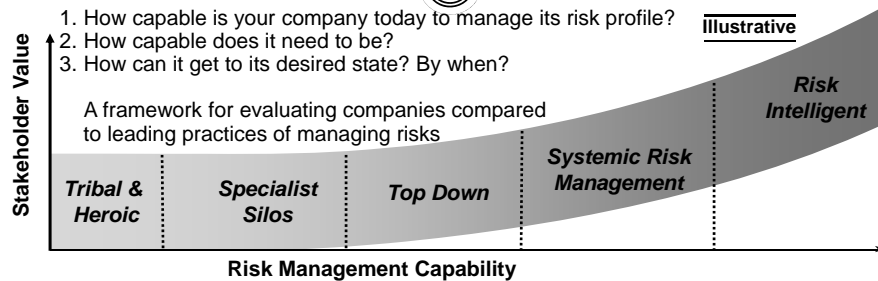 1. How capable is your company today to manage its risk profile?
2. How capable does it need to be?
3. How can it get to its desired state? By when?
Illustrative
A framework for evaluating companies compared
to leading practices of managing risks
Stakeholder Value
Tribal &
Heroic
Specialist
Silos
Top Down
Systemic Risk
Management
Risk
Intelligent
Risk Management Capability